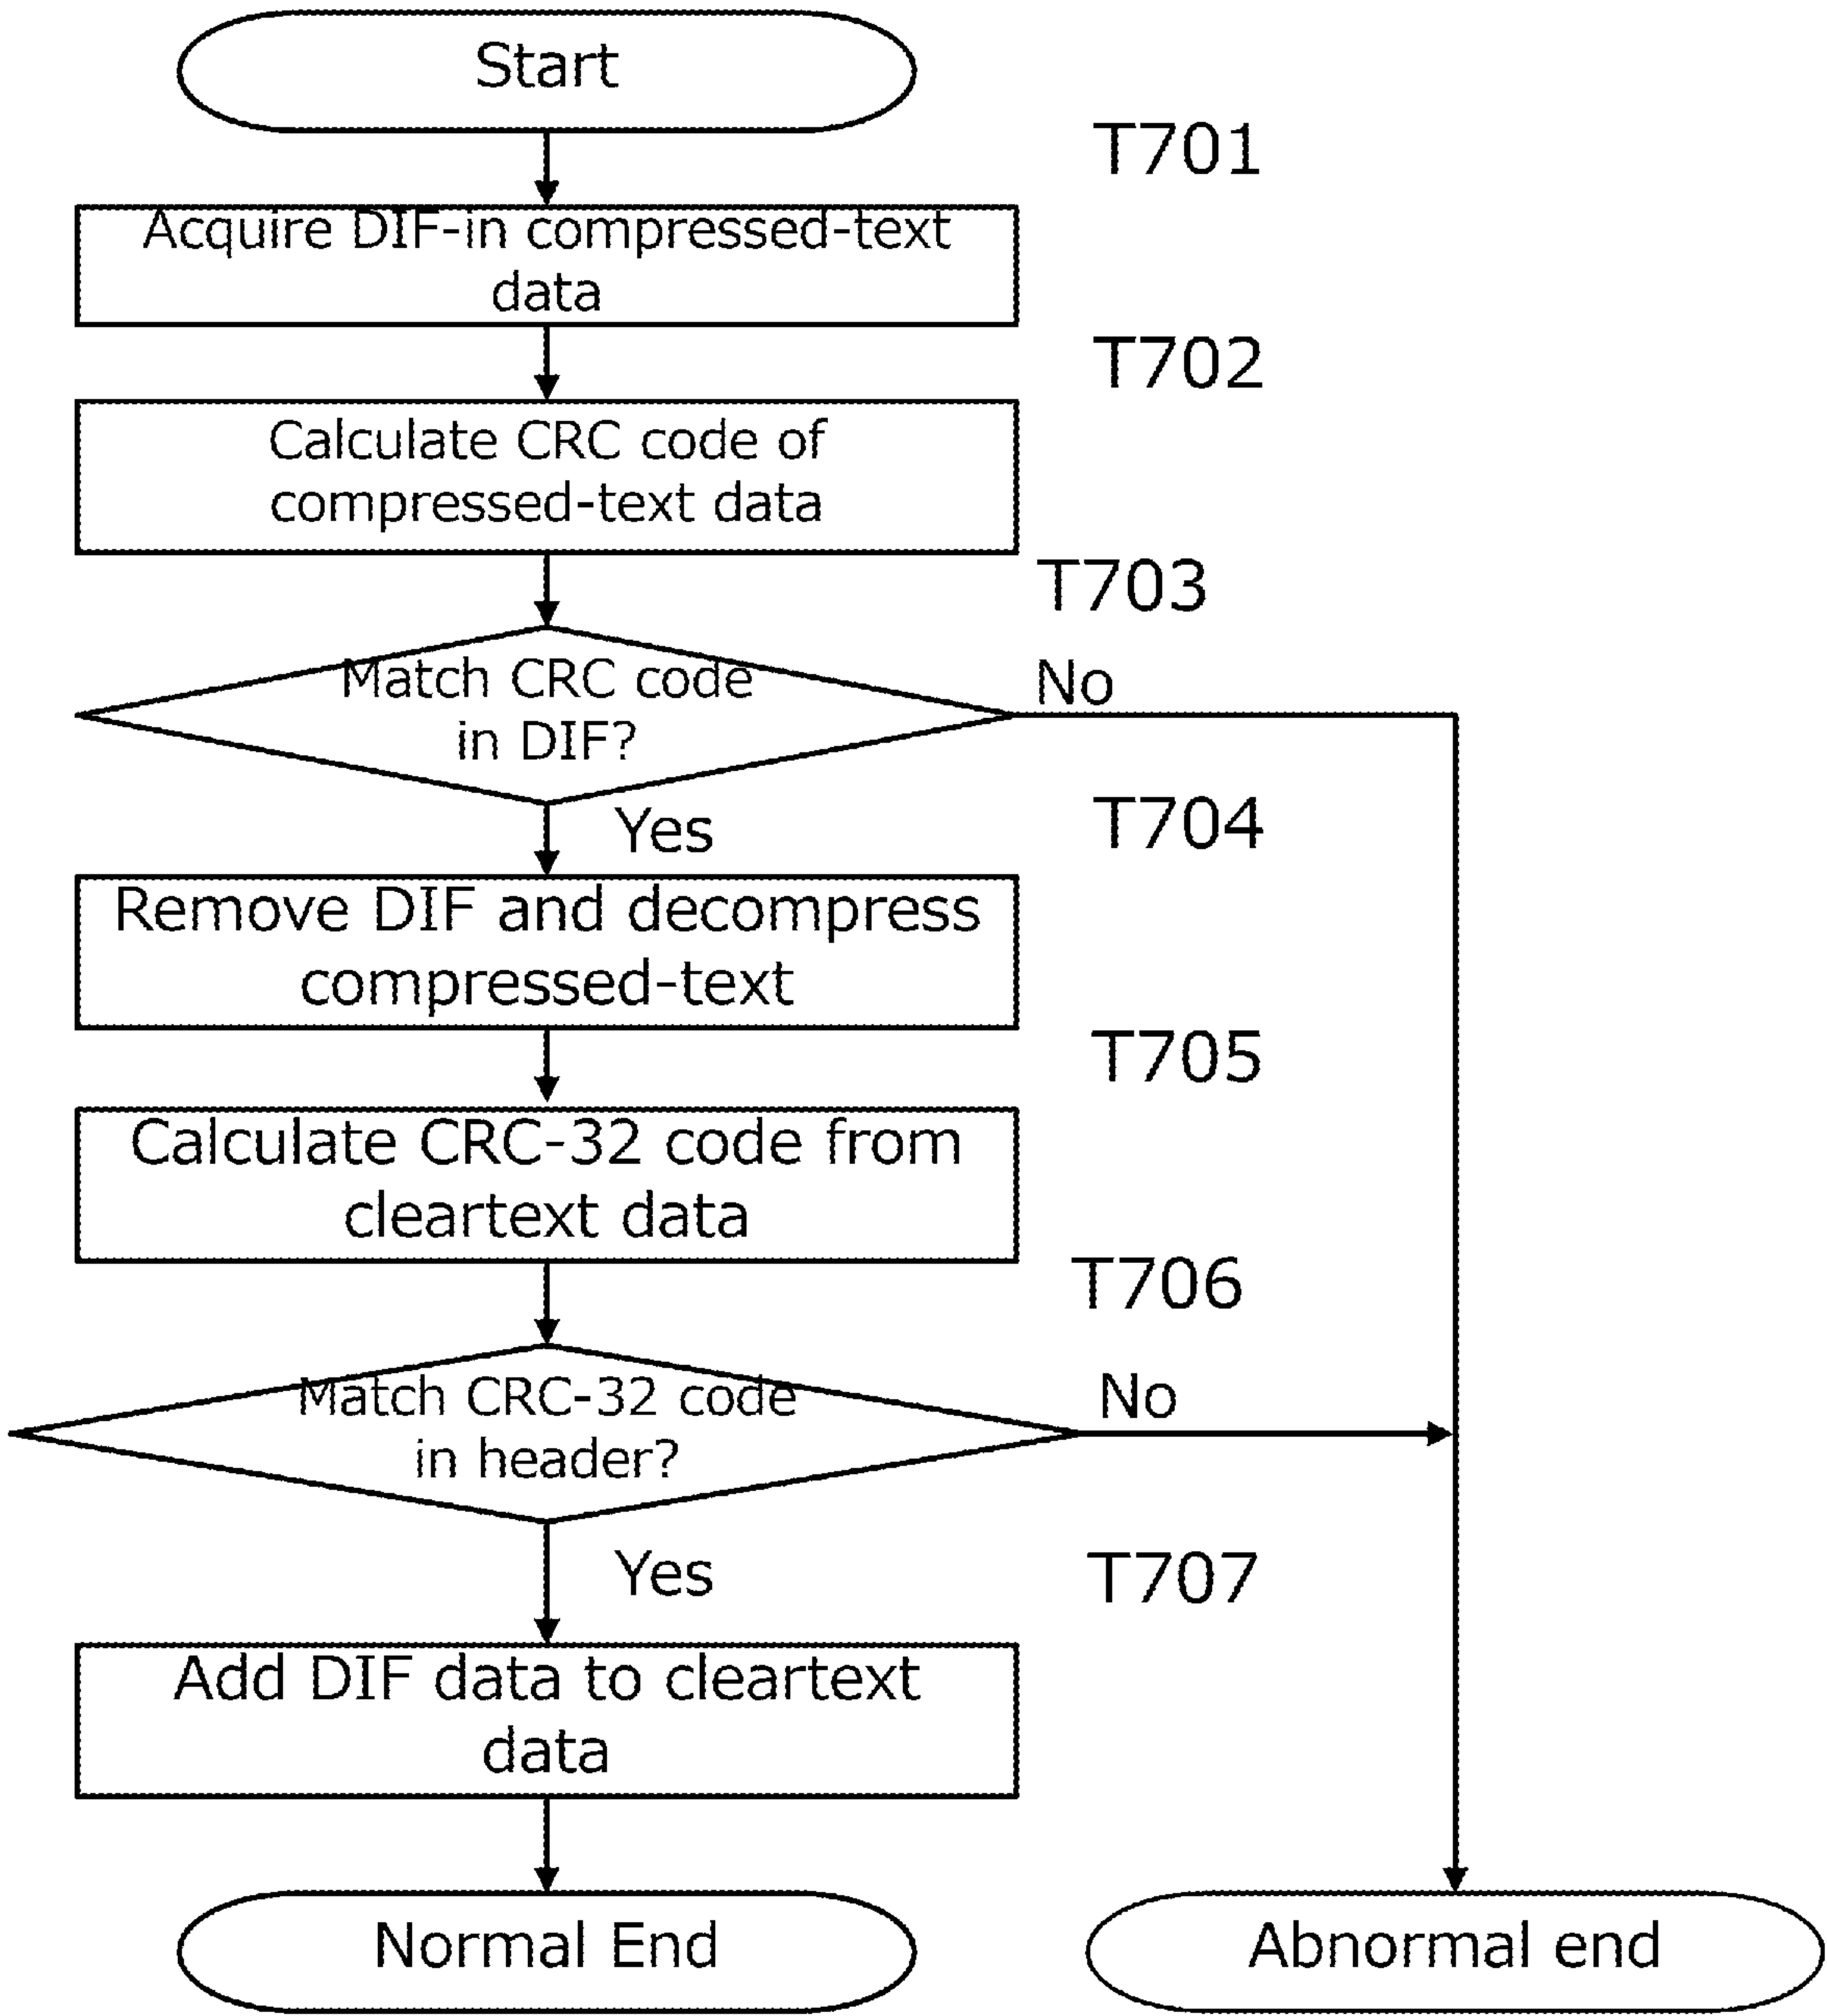 Start
T701
Acquire DIF-in compressed-text
data
T702
Calculate CRC code of
compressed-text data
T703
Match CRC code
in DIF?
No
Yes
T704
Remove DIF and decompress
compressed-text
T705
Calculate CRC-32 code from
cleartext data
T706
Match CRC-32 code
in header?
No
Yes
T707
Add DIF data to cleartext
data
Normal End
Abnormal end